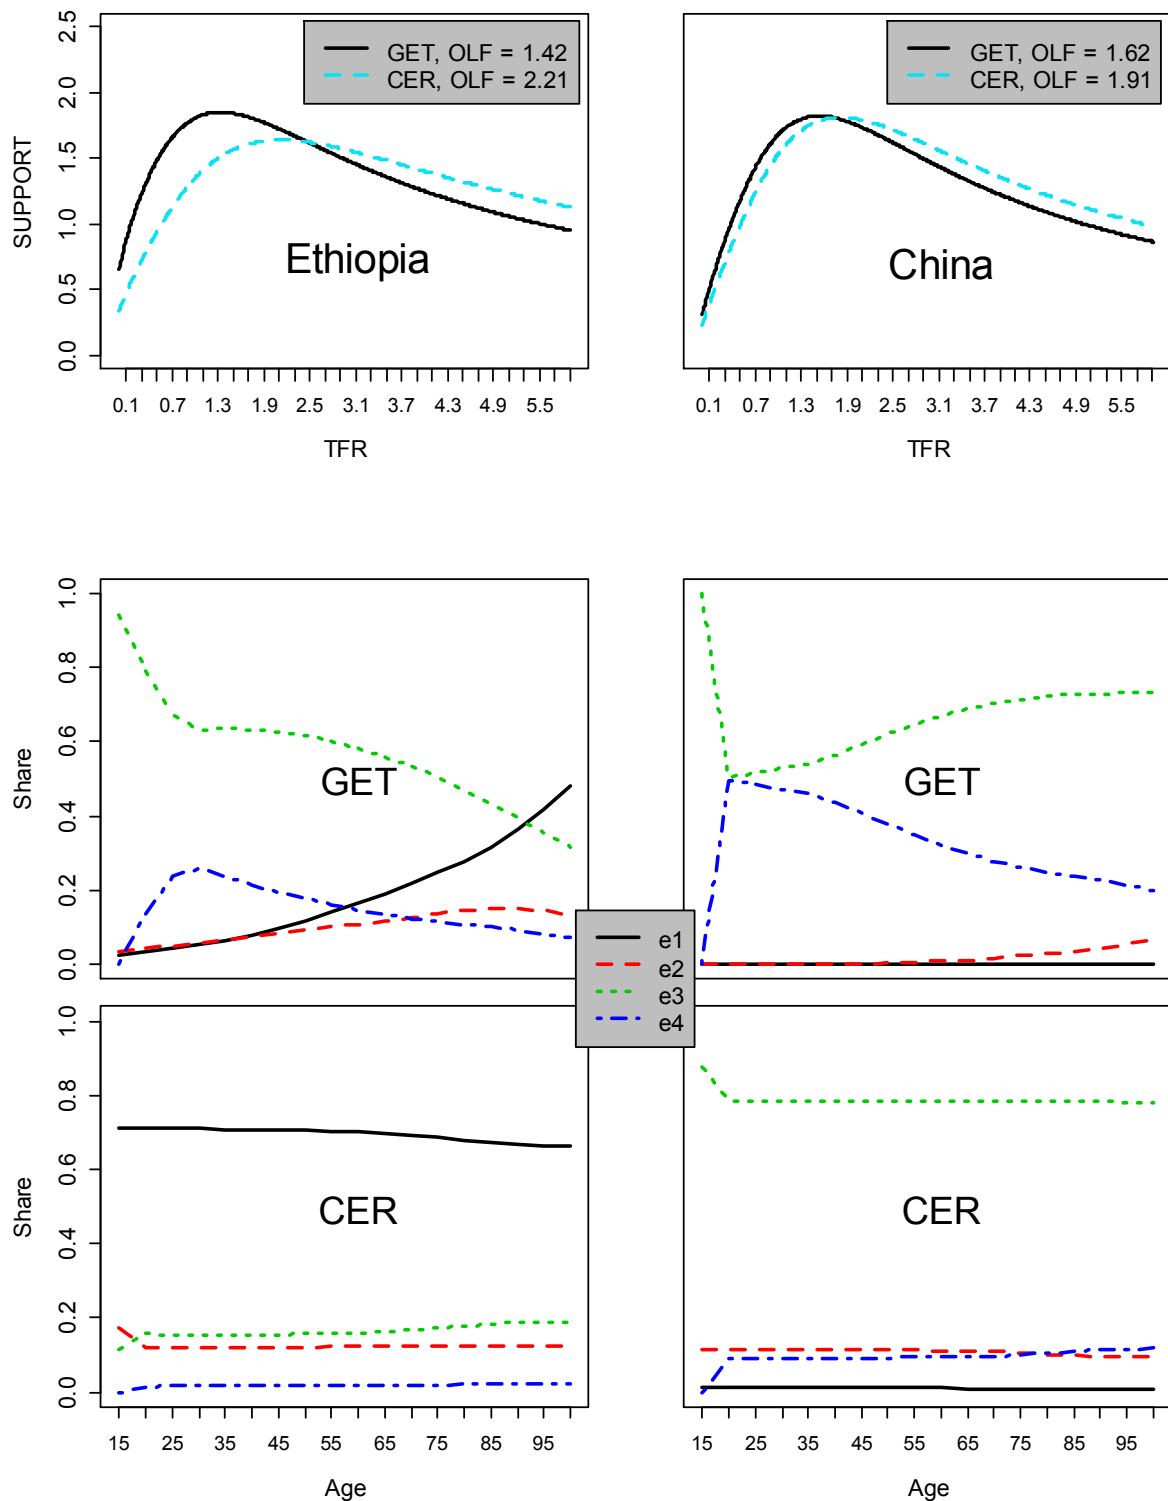 GET, OLF = 1.42
CER, OLF = 2.21
SUPPORT
0.0 0.5 1.0 1.5 2.0 2.5
Ethiopia
0.1 0.7 1.3 1.9 2.5 3.1 3.7 4.3 4.9 5.5
TFR
GET, OLF = 1.62
CER, OLF = 1.91
China
0.1 0.7 1.3 1.9 2.5 3.1 3.7 4.3 4.9 5.5
TFR
Share
0.0 0.2 0.4 0.6 0.8 1.0
GET
GET
e1
e2
e3
e4
Share
0.0 0.2 0.4 0.6 0.8 1.0
CER
15 25 35 45 55 65 75 85 95
Age
CER
15 25 35 45 55 65 75 85 95
Age